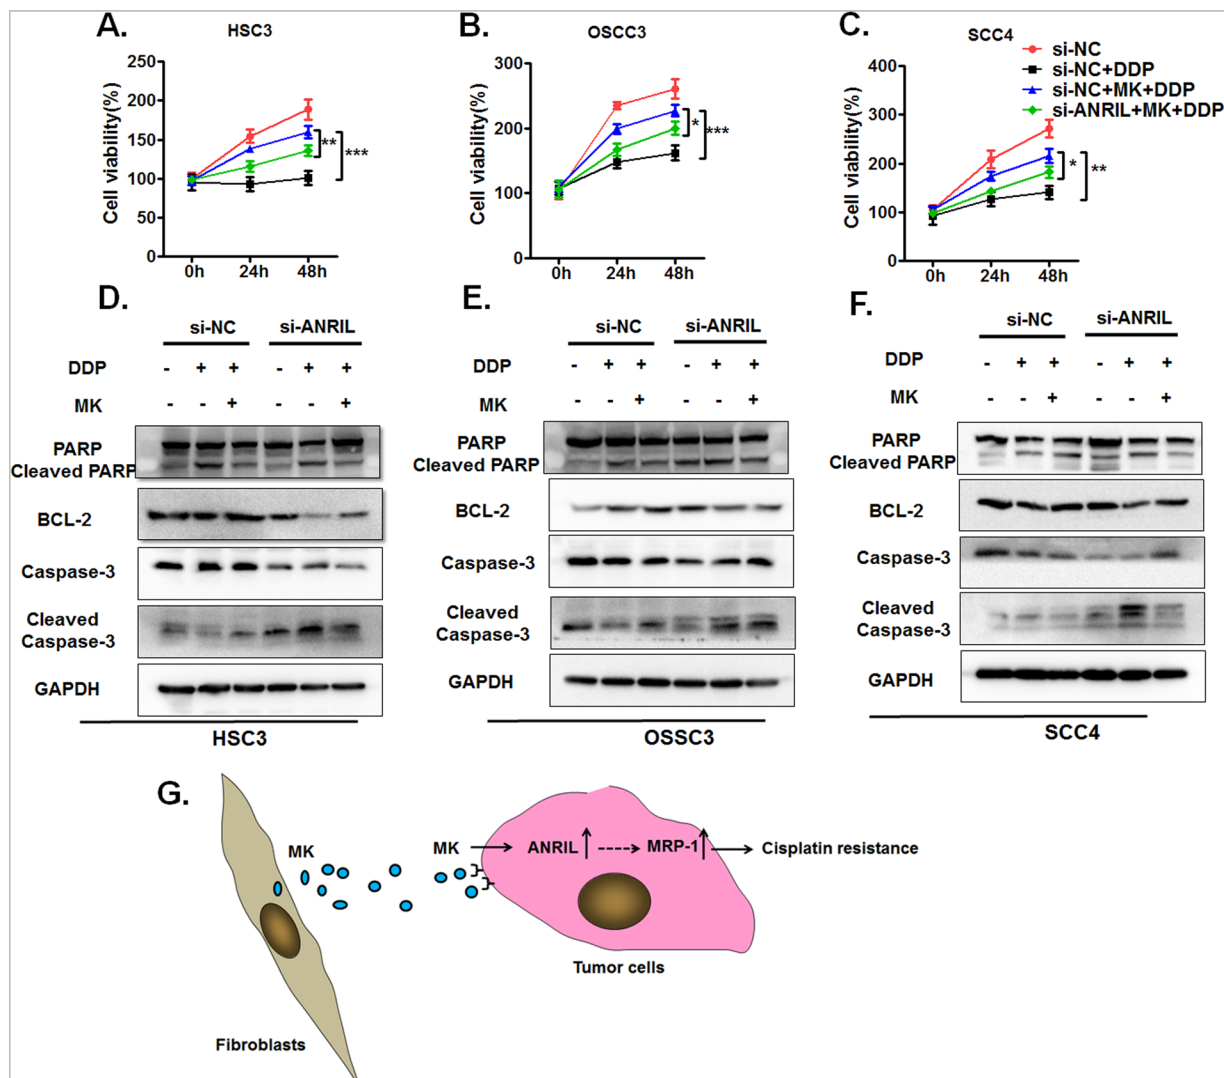 A.
HSC3
Cell viability(%)
250
200
150
100
50
0
0h 24h 48h
**
***
B.
OSCC3
Cell viability(%)
300
200
100
0
0h 24h 48h
*
***
C.
SCC4
Cell viability(%)
400
300
200
100
0
0h 24h 48h
*
**
si-NC
si-NC+DDP
si-NC+MK+DDP
si-ANRIL+MK+DDP
D.
si-NC si-ANRIL
DDP - + + - + +
MK - - + - - +
PARP
Cleaved PARP
BCL-2
Caspase-3
Cleaved
Caspase-3
GAPDH
HSC3
E.
si-NC si-ANRIL
DDP - + + - + +
MK - - + - - +
PARP
Cleaved PARP
BCL-2
Caspase-3
Cleaved
Caspase-3
GAPDH
OSSC3
F.
si-NC si-ANRIL
DDP - + + - + +
MK - - + - - +
PARP
Cleaved PARP
BCL-2
Caspase-3
Cleaved
Caspase-3
GAPDH
SCC4
G.
MK
MK
ANRIL
MRP-1
Cisplatin resistance
Tumor cells
Fibroblasts